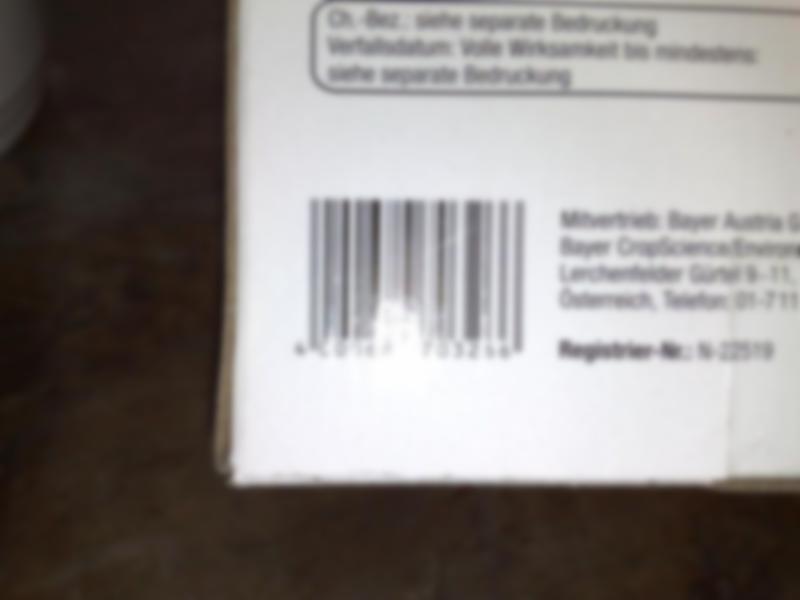 Ch.-Bez.: siehe separate Bedruckung
Verfallsdatum: Volle Wirksamkeit bis mindestens:
siehe separate Bedruckung
Mitvertrieb: Bayer Austria G
Bayer CropScience/Environ
Lerchenfelder Gürtel 9-11,
Österreich, Telefon: 01-711
Registrier-Nr.: N-22519